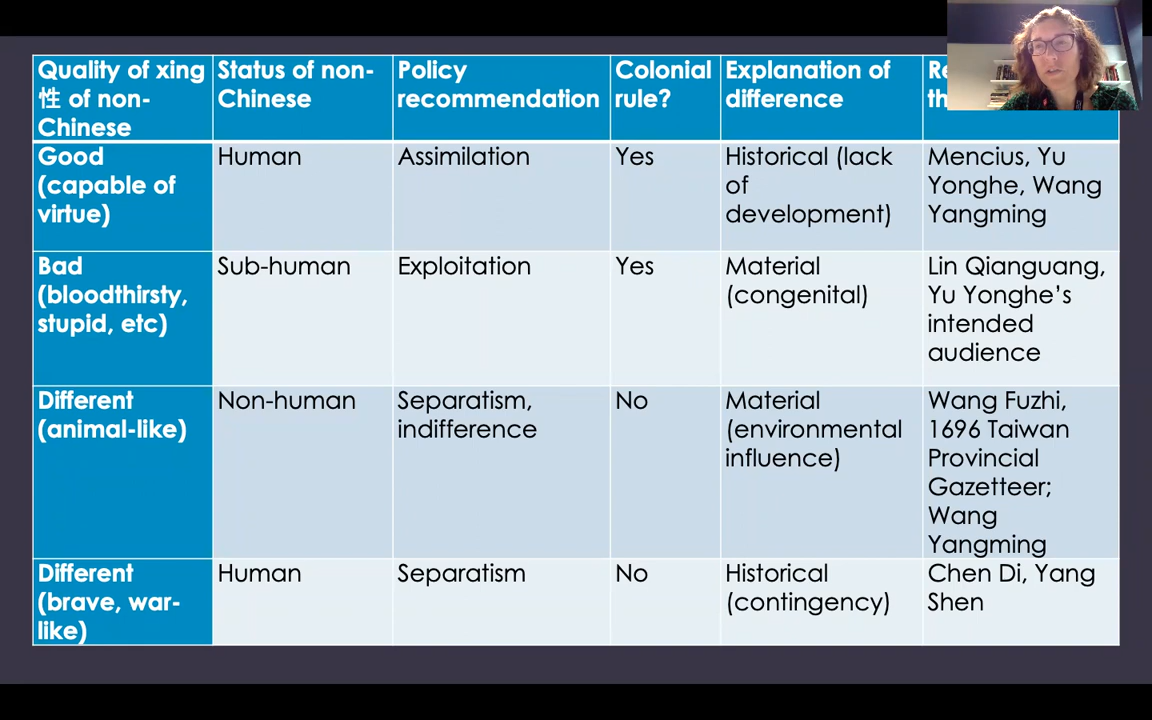 Quality of xing
性 of non-
Chinese
Status of non-
Chinese
Policy
recommendation
Colonial
rule?
Explanation of
difference
Good
(capable of
virtue)
Human
Assimilation
Yes
Historical (lack
of
development)
Mencius, Yu
Yonghe, Wang
Yangming
Bad
(bloodthirsty,
stupid, etc)
Sub-human
Exploitation
Yes
Material
(congenital)
Lin Qianguang,
Yu Yonghe’s
intended
audience
Different
(animal-like)
Non-human
Separatism,
indifference
No
Material
(environmental
influence)
Wang Fuzhi,
1696 Taiwan
Provincial
Gazetteer;
Wang
Yangming
Different
(brave, war-
like)
Human
Separatism
No
Historical
(contingency)
Chen Di, Yang
Shen